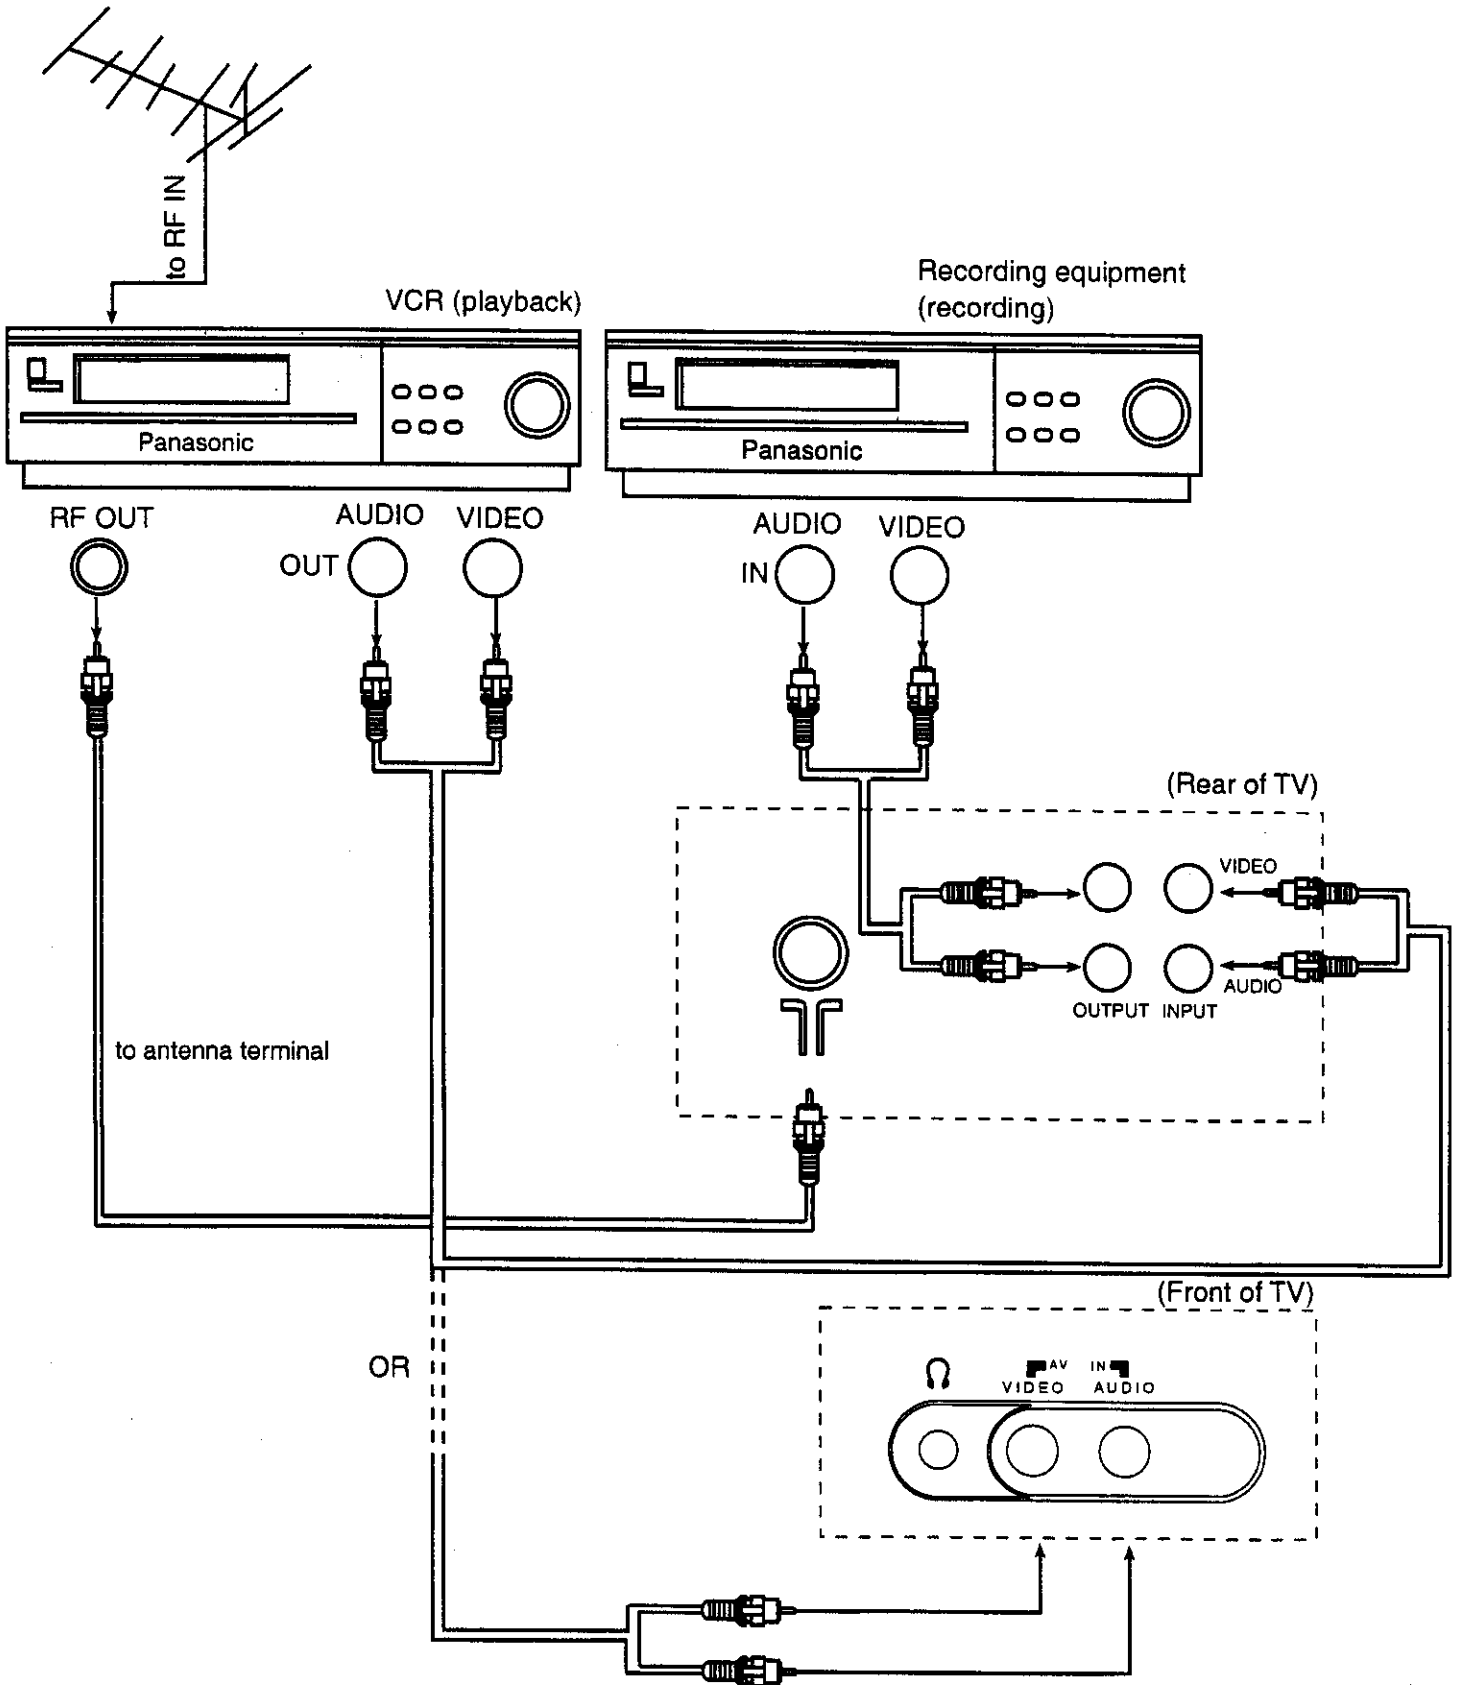 to RF IN
VCR (playback)
Recording equipment
(recording)
Panasonic
Panasonic
RF OUT
AUDIO VIDEO
OUT
AUDIO VIDEO
IN
(Rear of TV)
VIDEO
AUDIO
OUTPUT INPUT
to antenna terminal
(Front of TV)
OR
AV IN
VIDEO AUDIO